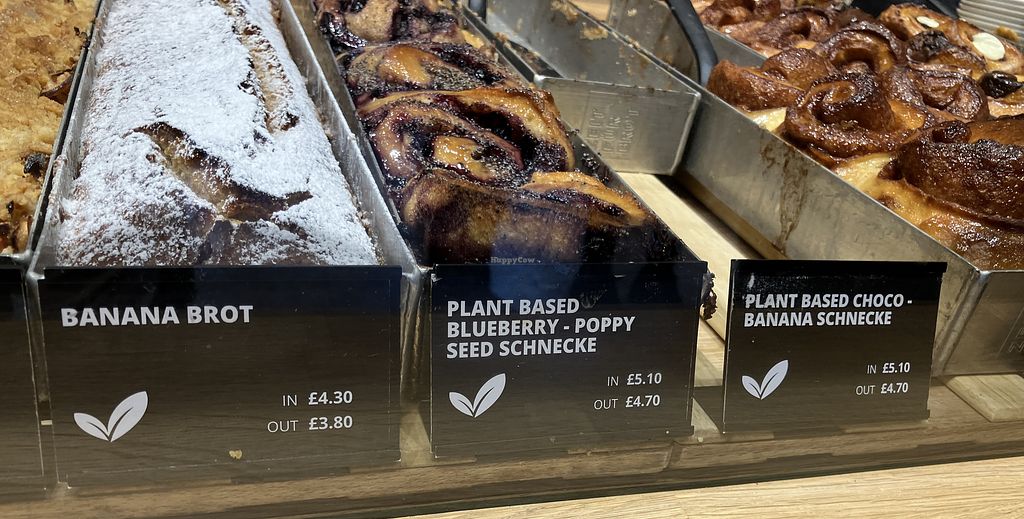 HappyCow
BANANA BROT
IN £4.30
OUT £3.80
PLANT BASED
BLUEBERRY - POPPY
SEED SCHNECKE
IN £5.10
OUT £4.70
PLANT BASED CHOCO -
BANANA SCHNECKE
IN £5.10
OUT £4.70